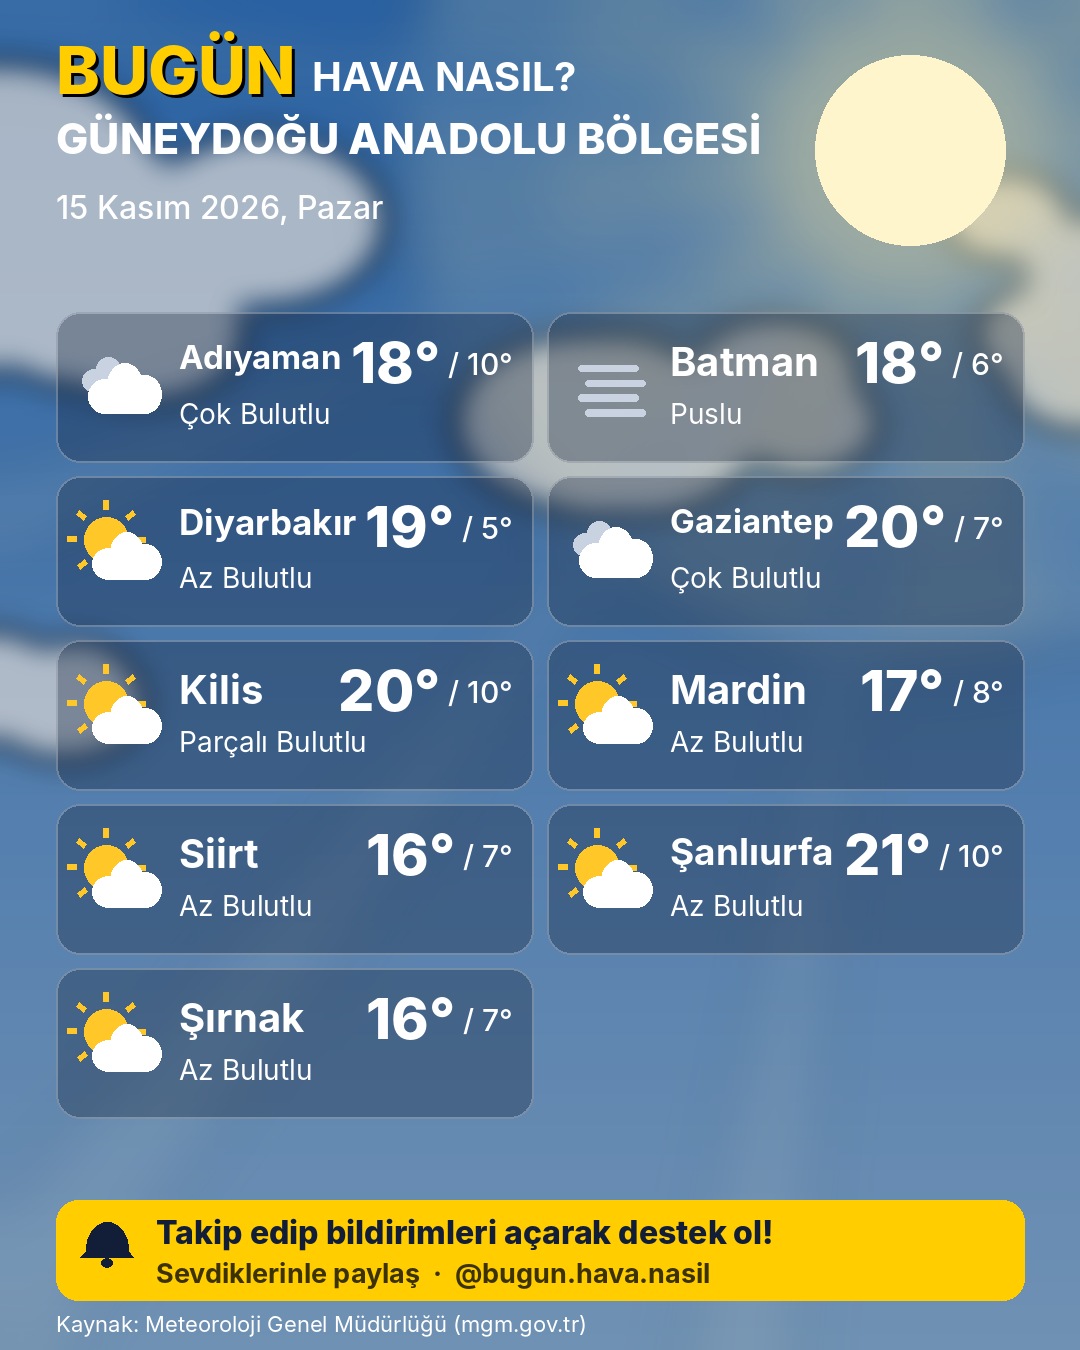 BUGÜN HAVA NASIL?
GÜNEYDOĞU ANADOLU BÖLGESİ
15 Kasım 2026, Pazar
Adıyaman 18° / 10°
Çok Bulutlu
Batman 18° / 6°
Puslu
Diyarbakır 19° / 5°
Az Bulutlu
Gaziantep 20° / 7°
Çok Bulutlu
Kilis 20° / 10°
Parçalı Bulutlu
Mardin 17° / 8°
Az Bulutlu
Siirt 16° / 7°
Az Bulutlu
Şanlıurfa 21° / 10°
Az Bulutlu
Şırnak 16° / 7°
Az Bulutlu
Takip edip bildirimleri açarak destek ol!
Sevdiklerinle paylaş · @bugun.hava.nasil
Kaynak: Meteoroloji Genel Müdürlüğü (mgm.gov.tr)